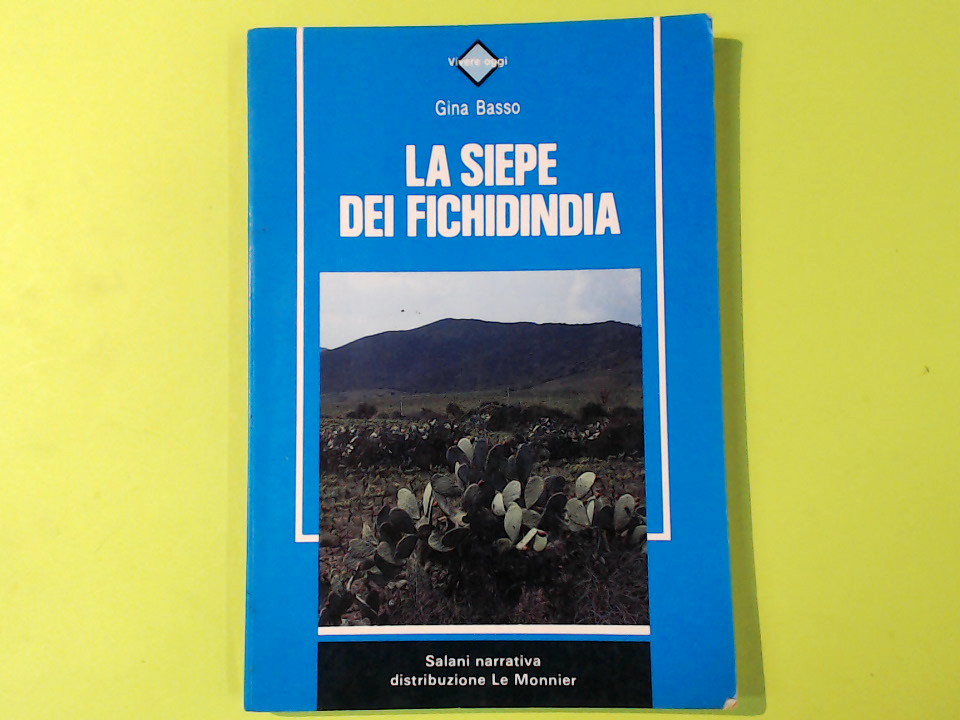 Vivere oggi
Gina Basso
LA SIEPE
DEI FICHIDINDIA
Salani narrativa
distribuzione Le Monnier